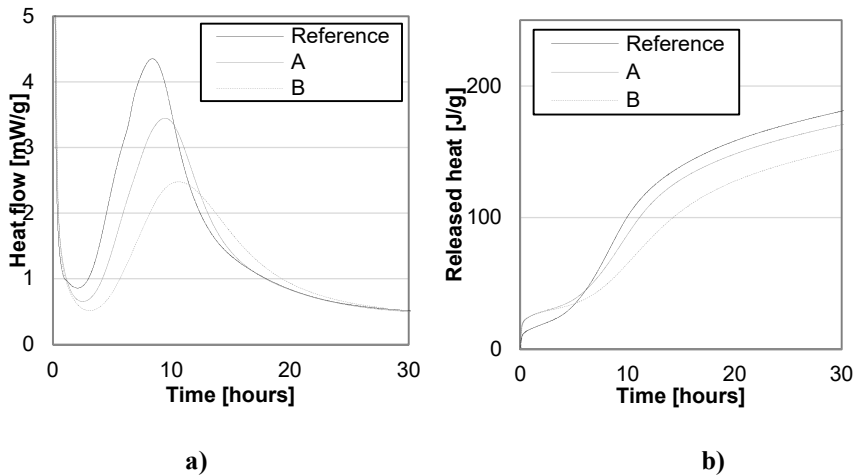 5
4
3
2
1
0
Heat flow [mW/g]
Reference
A
B
0
10
20
30
Time [hours]
a)
200
100
0
Released heat [J/g]
Reference
A
B
0
10
20
30
Time [hours]
b)